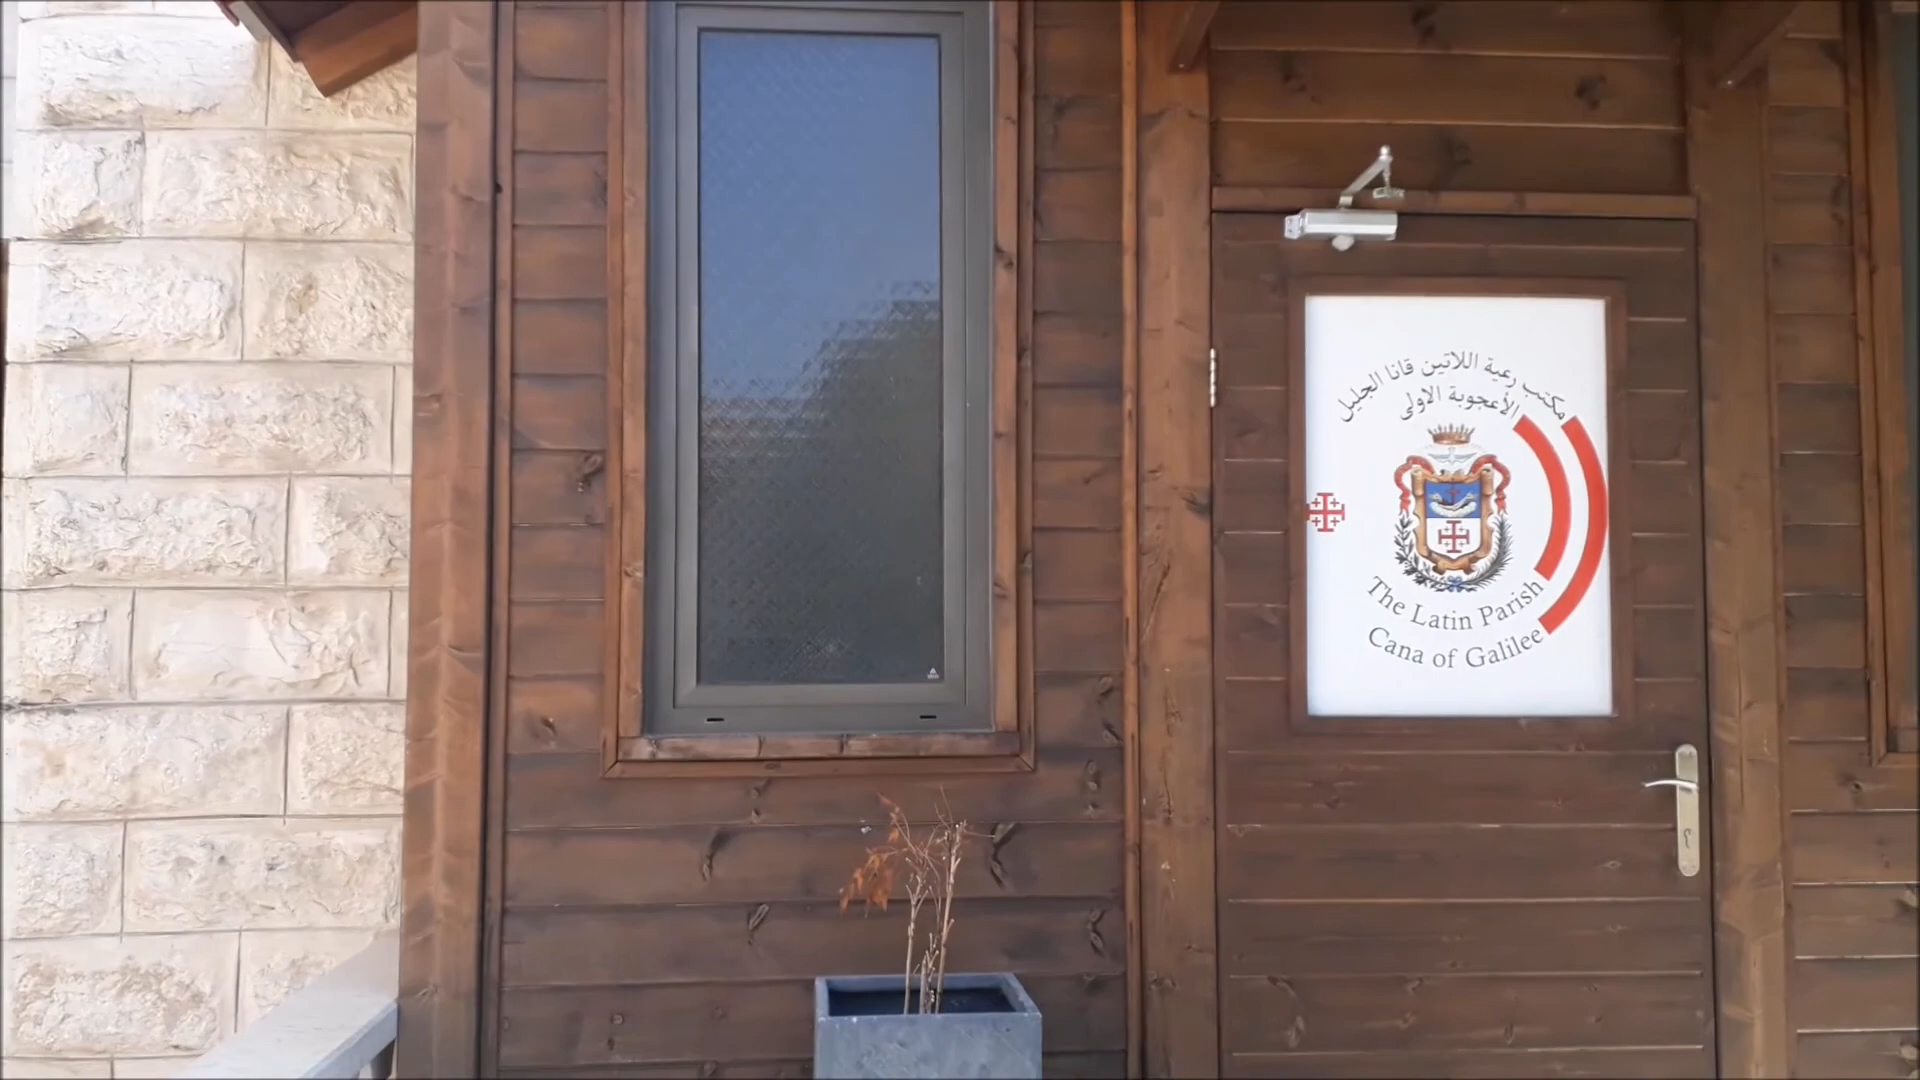 مكتب رعية اللاتين قانا الجليل
الأعجوبة الاولى
The Latin Parish
Cana of Galilee